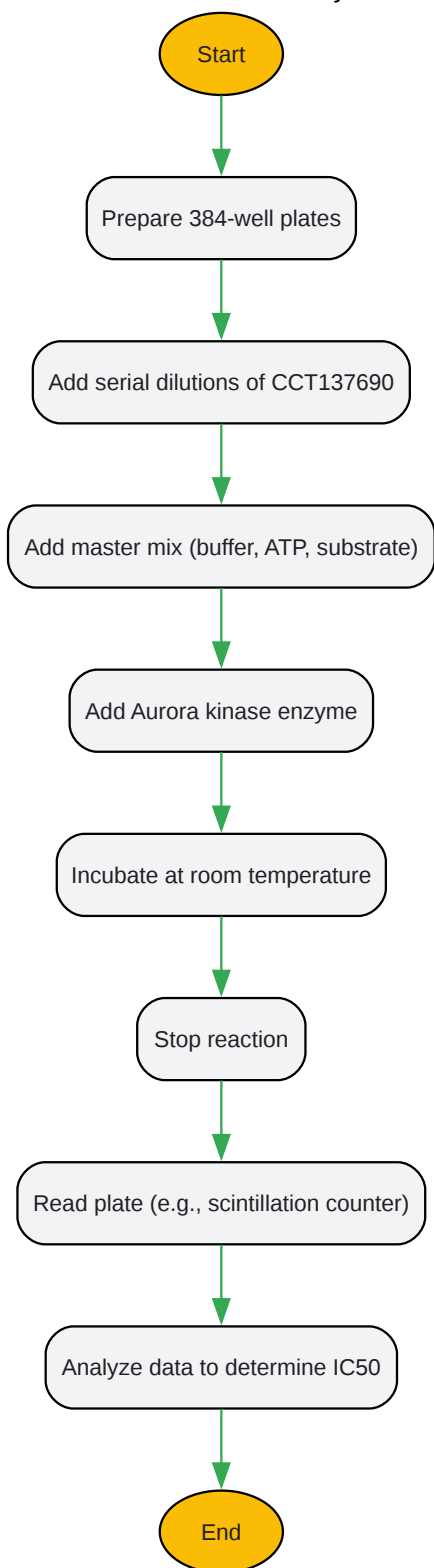 Start
Prepare 384-well plates
Add serial dilutions of CCT137690
Add master mix (buffer, ATP, substrate)
Add Aurora kinase enzyme
Incubate at room temperature
Stop reaction
Read plate (e.g., scintillation counter)
Analyze data to determine IC50
End